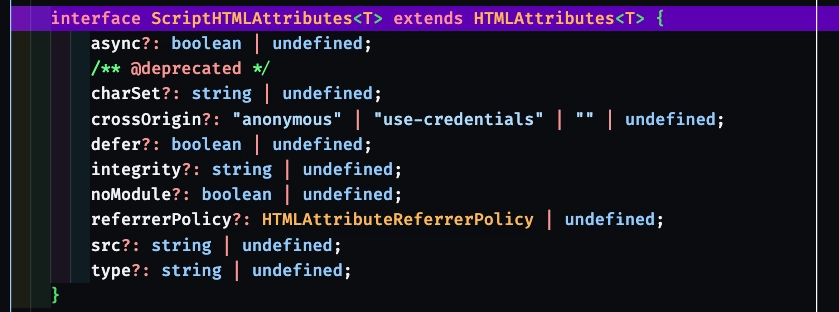 interface ScriptHTMLAttributes<T> extends HTMLAttributes<T> {
async?: boolean | undefined;
/** @deprecated */
charSet?: string | undefined;
crossOrigin?: "anonymous" | "use-credentials" | "" | undefined;
defer?: boolean | undefined;
integrity?: string | undefined;
noModule?: boolean | undefined;
referrerPolicy?: HTMLAttributeReferrerPolicy | undefined;
src?: string | undefined;
type?: string | undefined;
}